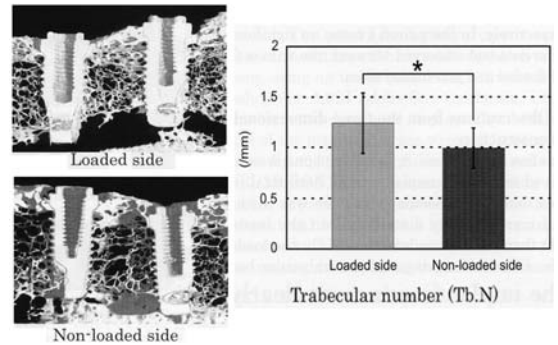 Loaded side
Non-loaded side
2
1.5
1
0.5
0
(/mm)
*
Loaded side
Non-loaded side
Trabecular number (Tb.N)